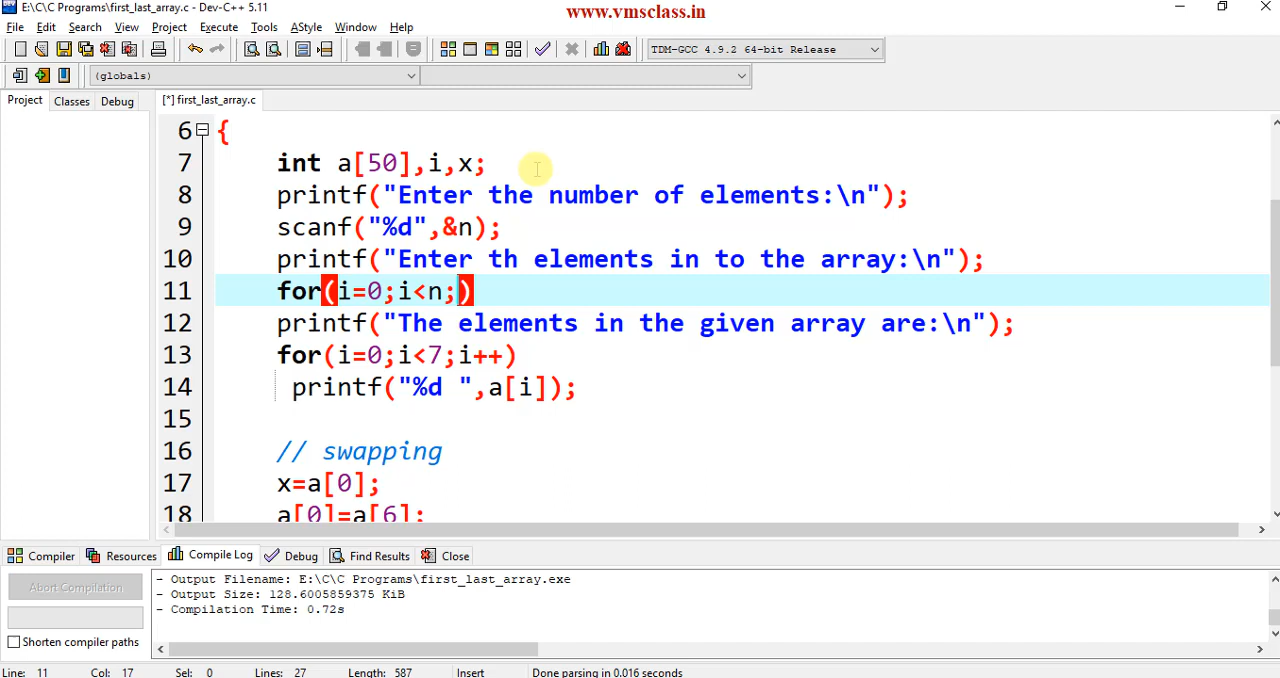 E:\C\C Programs\first_last_array.c - Dev-C++ 5.11
www.vmsclass.in
File Edit Search View Project Execute Tools AStyle Window Help
TDM-GCC 4.9.2 64-bit Release
(globals)
Project Classes Debug [*] first_last_array.c
6 {
7 int a[50],i,x;
8 printf("Enter the number of elements:\n");
9 scanf("%d",&n);
10 printf("Enter th elements in to the array:\n");
11 for(i=0;i<n;)
12 printf("The elements in the given array are:\n");
13 for(i=0;i<7;i++)
14 printf("%d ",a[i]);
15
16 // swapping
17 x=a[0];
18 a[0]=a[6];
Compiler Resources Compile Log Debug Find Results Close
Abort Compilation
Shorten compiler paths
- Output Filename: E:\C\C Programs\first_last_array.exe
- Output Size: 128.6005859375 KiB
- Compilation Time: 0.72s
Line: 11 Col: 17 Sel: 0 Lines: 27 Length: 587 Insert Done parsing in 0.016 seconds